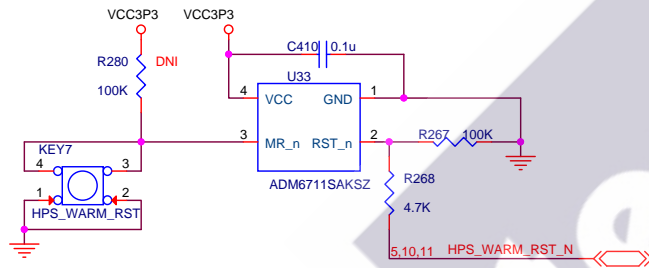 VCC3P3
VCC3P3
C410
0.1u
R280
DNI
100K
U33
4
VCC
GND
1
3
MR_n
RST_n
2
R267
100K
KEY7
4
3
1
2
HPS_WARM_RST
ADM6711SAKSZ
R268
4.7K
5,10,11
HPS_WARM_RST_N